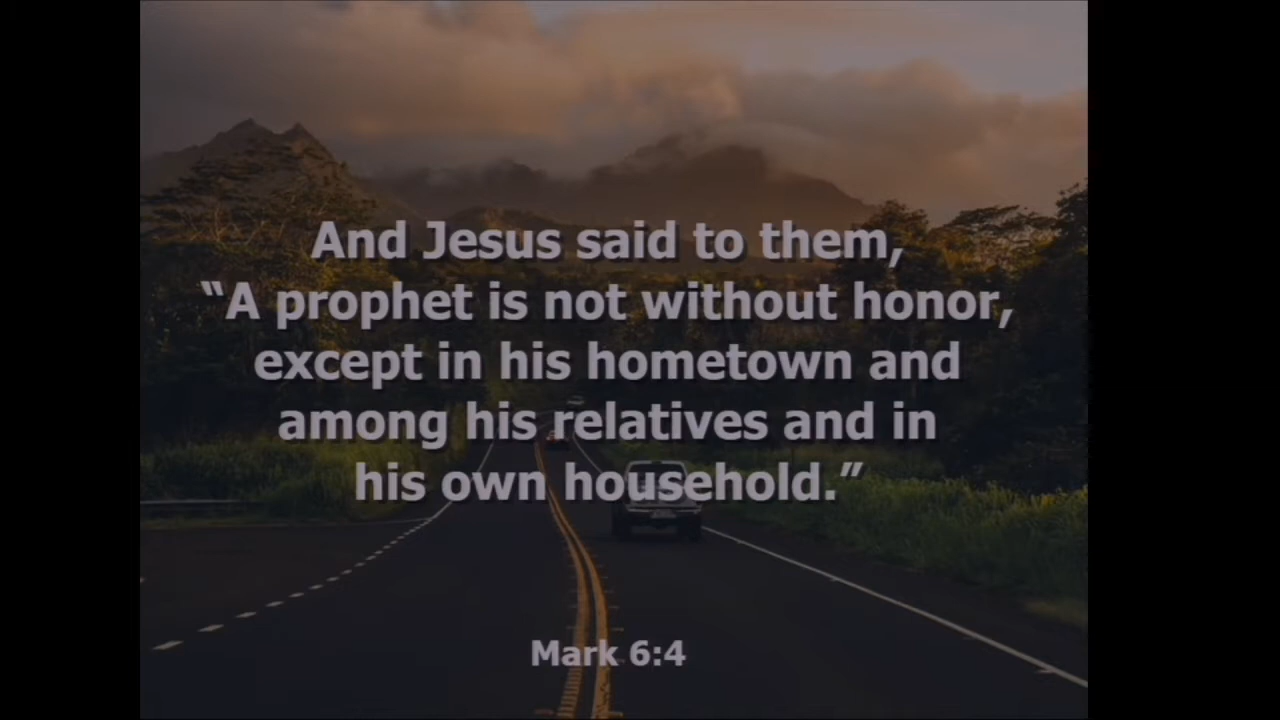 And Jesus said to them,
“A prophet is not without honor,
except in his hometown and
among his relatives and in
his own household.”
Mark 6:4